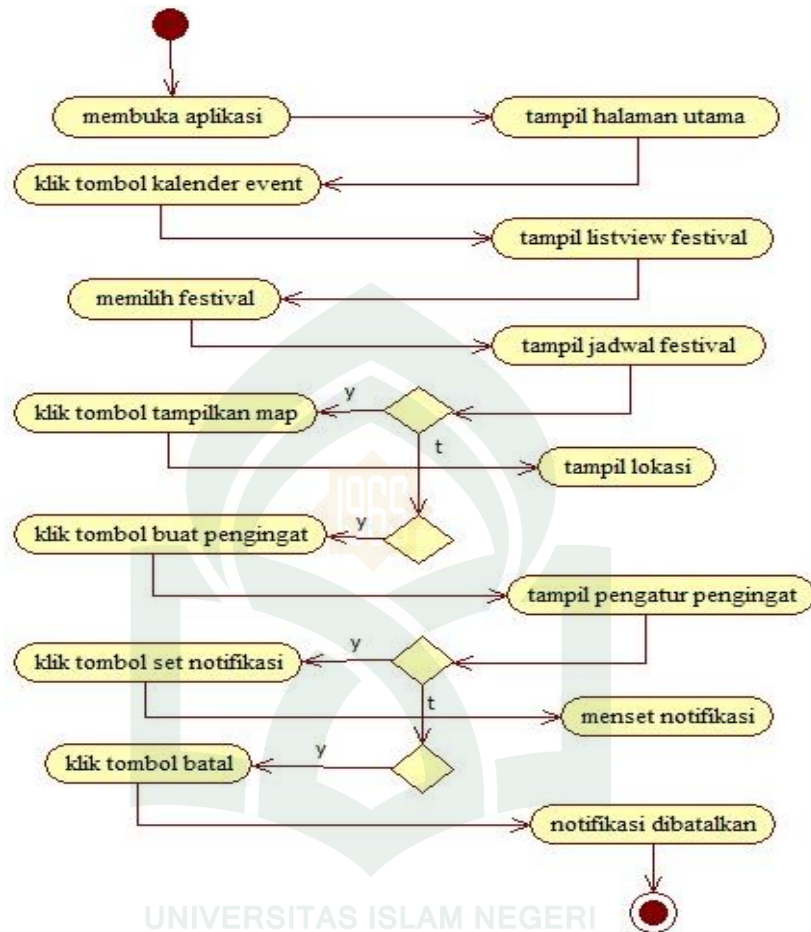 membuka aplikasi
tampil halaman utama
klik tombol kalender event
tampil listview festival
memilih festival
tampil jadwal festival
y
klik tombol tampilkan map
t
tampil lokasi
1965
y
klik tombol buat pengingat
tampil pengatur pengingat
y
klik tombol set notifikasi
t
menset notifikasi
y
klik tombol batal
notifikasi dibatalkan
UNIVERSITAS ISLAM NEGERI